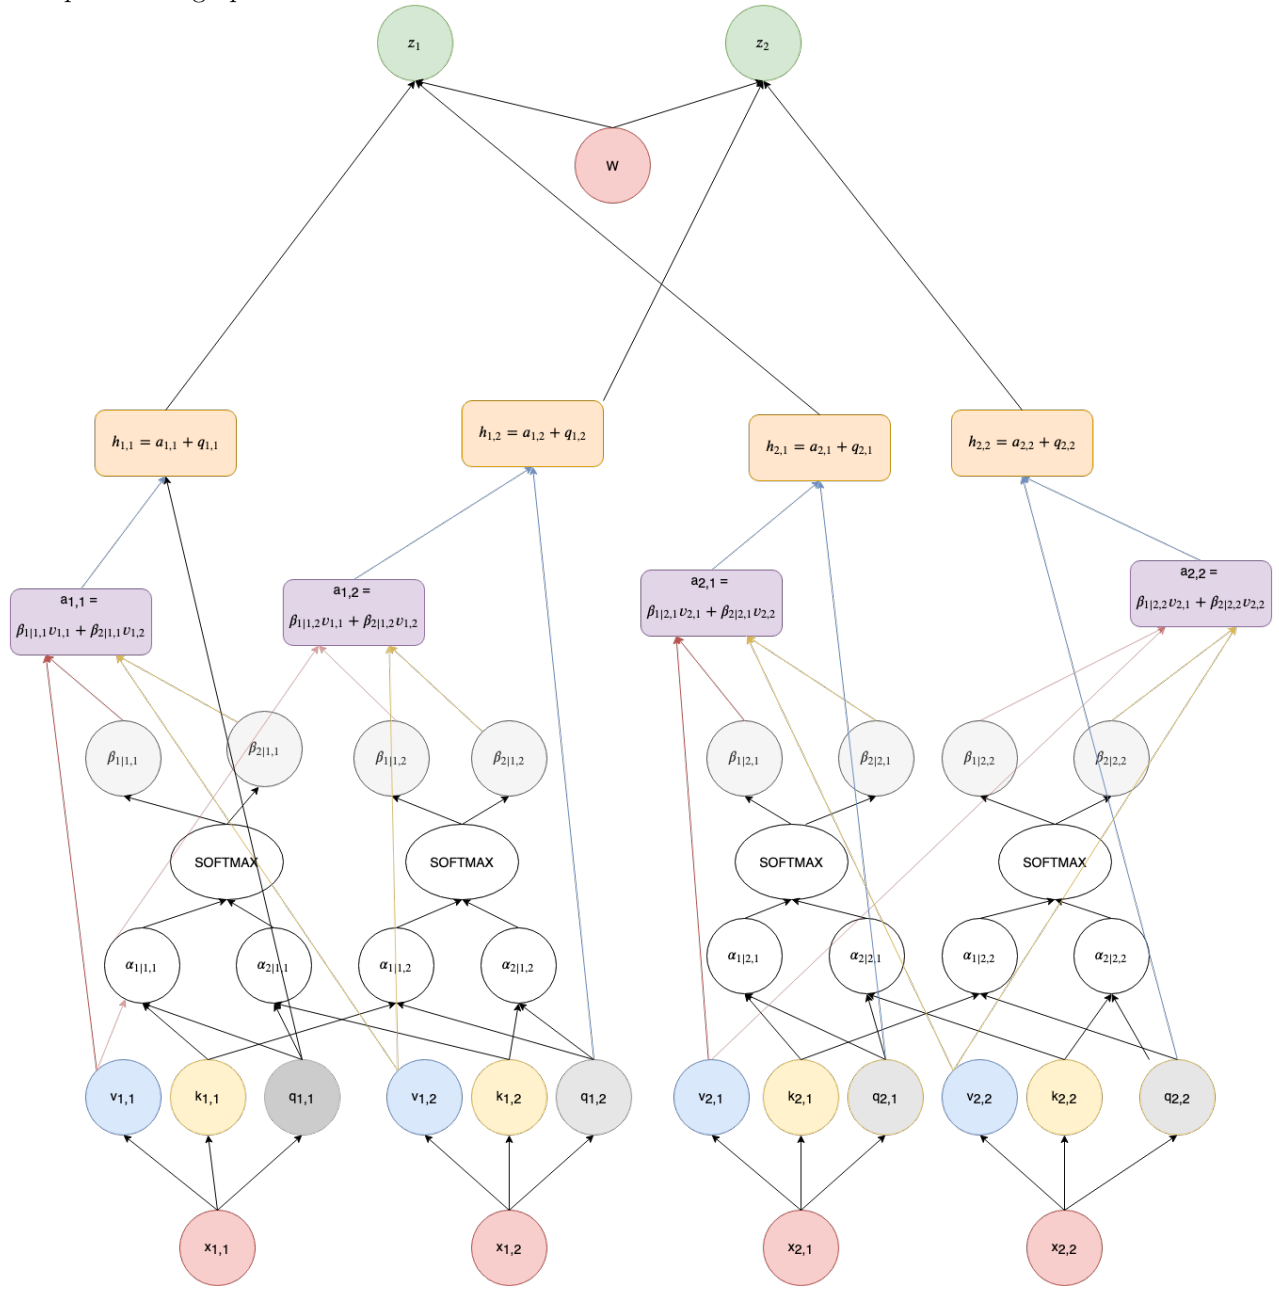 z1
z2
W
h1,1 = a1,1 + q1,1
h1,2 = a1,2 + q1,2
h2,1 = a2,1 + q2,1
h2,2 = a2,2 + q2,2
a1,1 =
β1|1,1v1,1 + β2|1,1v1,2
a1,2 =
β1|1,2v1,1 + β2|1,2v1,2
a2,1 =
β1|2,1v2,1 + β2|2,1v2,2
a2,2 =
β1|2,2v2,1 + β2|2,2v2,2
β1|1,1
β2|1,1
β1|1,2
β2|1,2
β1|2,1
β2|2,1
β1|2,2
β2|2,2
SOFTMAX
SOFTMAX
SOFTMAX
SOFTMAX
α1|1,1
α2|1,1
α1|1,2
α2|1,2
α1|2,1
α2|2,1
α1|2,2
α2|2,2
v1,1
k1,1
q1,1
v1,2
k1,2
q1,2
v2,1
k2,1
q2,1
v2,2
k2,2
q2,2
x1,1
x1,2
x2,1
x2,2